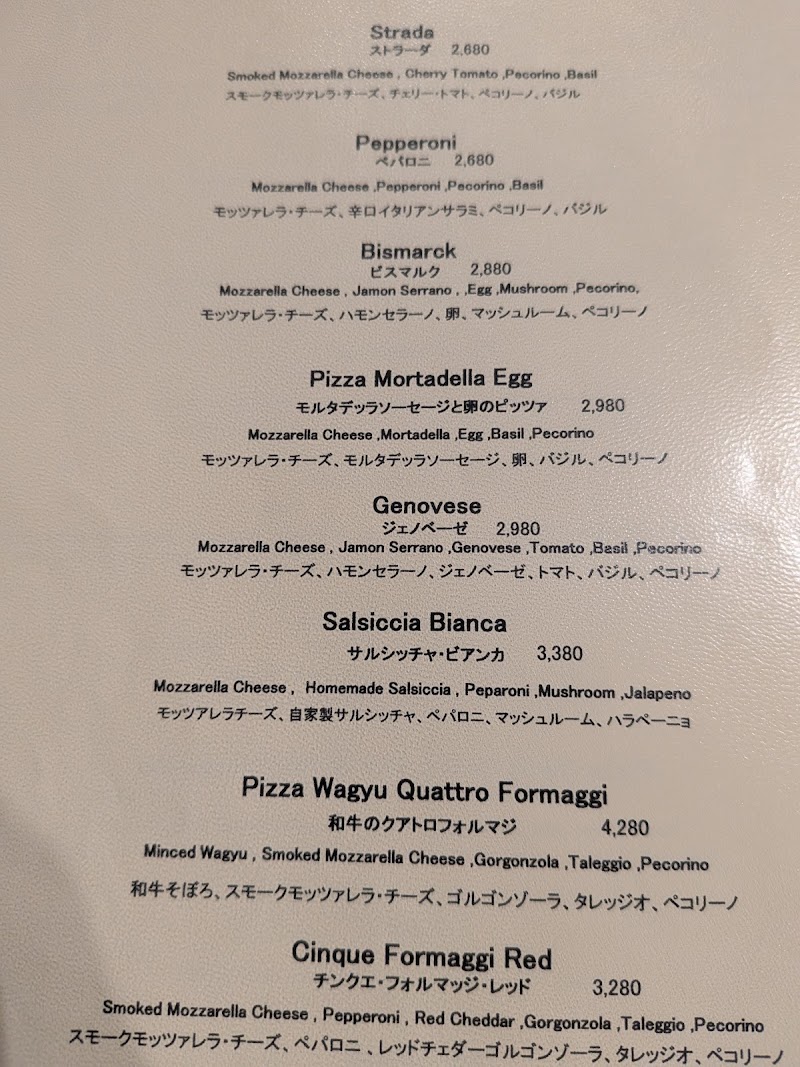 Strada
ストラーダ 2,680
Smoked Mozzarella Cheese , Cherry Tomato ,Pecorino ,Basil
スモークモッツァレラ・チーズ、チェリー・トマト、ペコリーノ、バジル
Pepperoni
ペパロニ 2,680
Mozzarella Cheese ,Pepperoni ,Pecorino ,Basil
モッツァレラ・チーズ、辛口イタリアンサラミ、ペコリーノ、バジル
Bismarck
ビスマルク 2,880
Mozzarella Cheese , Jamon Serrano , ,Egg ,Mushroom ,Pecorino,
モッツァレラ・チーズ、ハモンセラーノ、卵、マッシュルーム、ペコリーノ
Pizza Mortadella Egg
モルタデッラソーセージと卵のピッツァ 2,980
Mozzarella Cheese ,Mortadella ,Egg ,Basil ,Pecorino
モッツァレラ・チーズ、モルタデッラソーセージ、卵、バジル、ペコリーノ
Genovese
ジェノベーゼ 2,980
Mozzarella Cheese , Jamon Serrano ,Genovese ,Tomato ,Basil ,Pecorino
モッツァレラ・チーズ、ハモンセラーノ、ジェノベーゼ、トマト、バジル、ペコリーノ
Salsiccia Bianca
サルシッチャ・ビアンカ 3,380
Mozzarella Cheese , Homemade Salsiccia , Peparoni ,Mushroom ,Jalapeno
モッツアレラチーズ、自家製サルシッチャ、ペパロニ、マッシュルーム、ハラペーニョ
Pizza Wagyu Quattro Formaggi
和牛のクアトロフォルマジ 4,280
Minced Wagyu , Smoked Mozzarella Cheese ,Gorgonzola ,Taleggio ,Pecorino
和牛そぼろ、スモークモッツァレラ・チーズ、ゴルゴンゾーラ、タレッジオ、ペコリーノ
Cinque Formaggi Red
チンクエ・フォルマッジ・レッド 3,280
Smoked Mozzarella Cheese , Pepperoni , Red Cheddar ,Gorgonzola ,Taleggio ,Pecorino
スモークモッツァレラ・チーズ、ペパロニ 、レッドチェダーゴルゴンゾーラ、タレッジオ、ペコリーノ